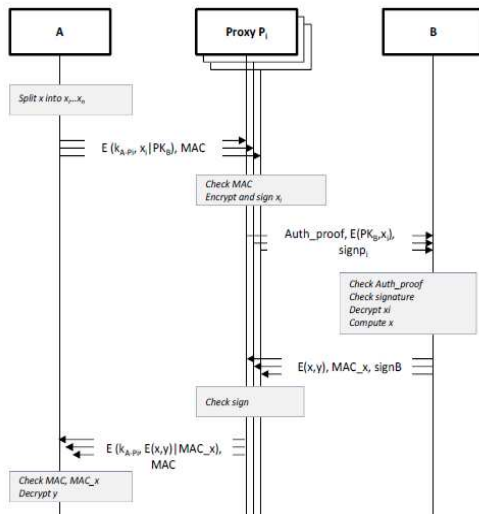 A
Proxy Pi
B
Split x into xi...xn
E (kA-Pi, xi|PKB), MAC
Check MAC
Encrypt and sign xi
Auth_proof, E(PKB,xi),
signpi
Check Auth_proof
Check signature
Decrypt xi
Compute x
E(x,y), MAC_x, signB
Check sign
E (kA-Pi, E(x,y)|MAC_x),
MAC
Check MAC, MAC_x
Decrypt y